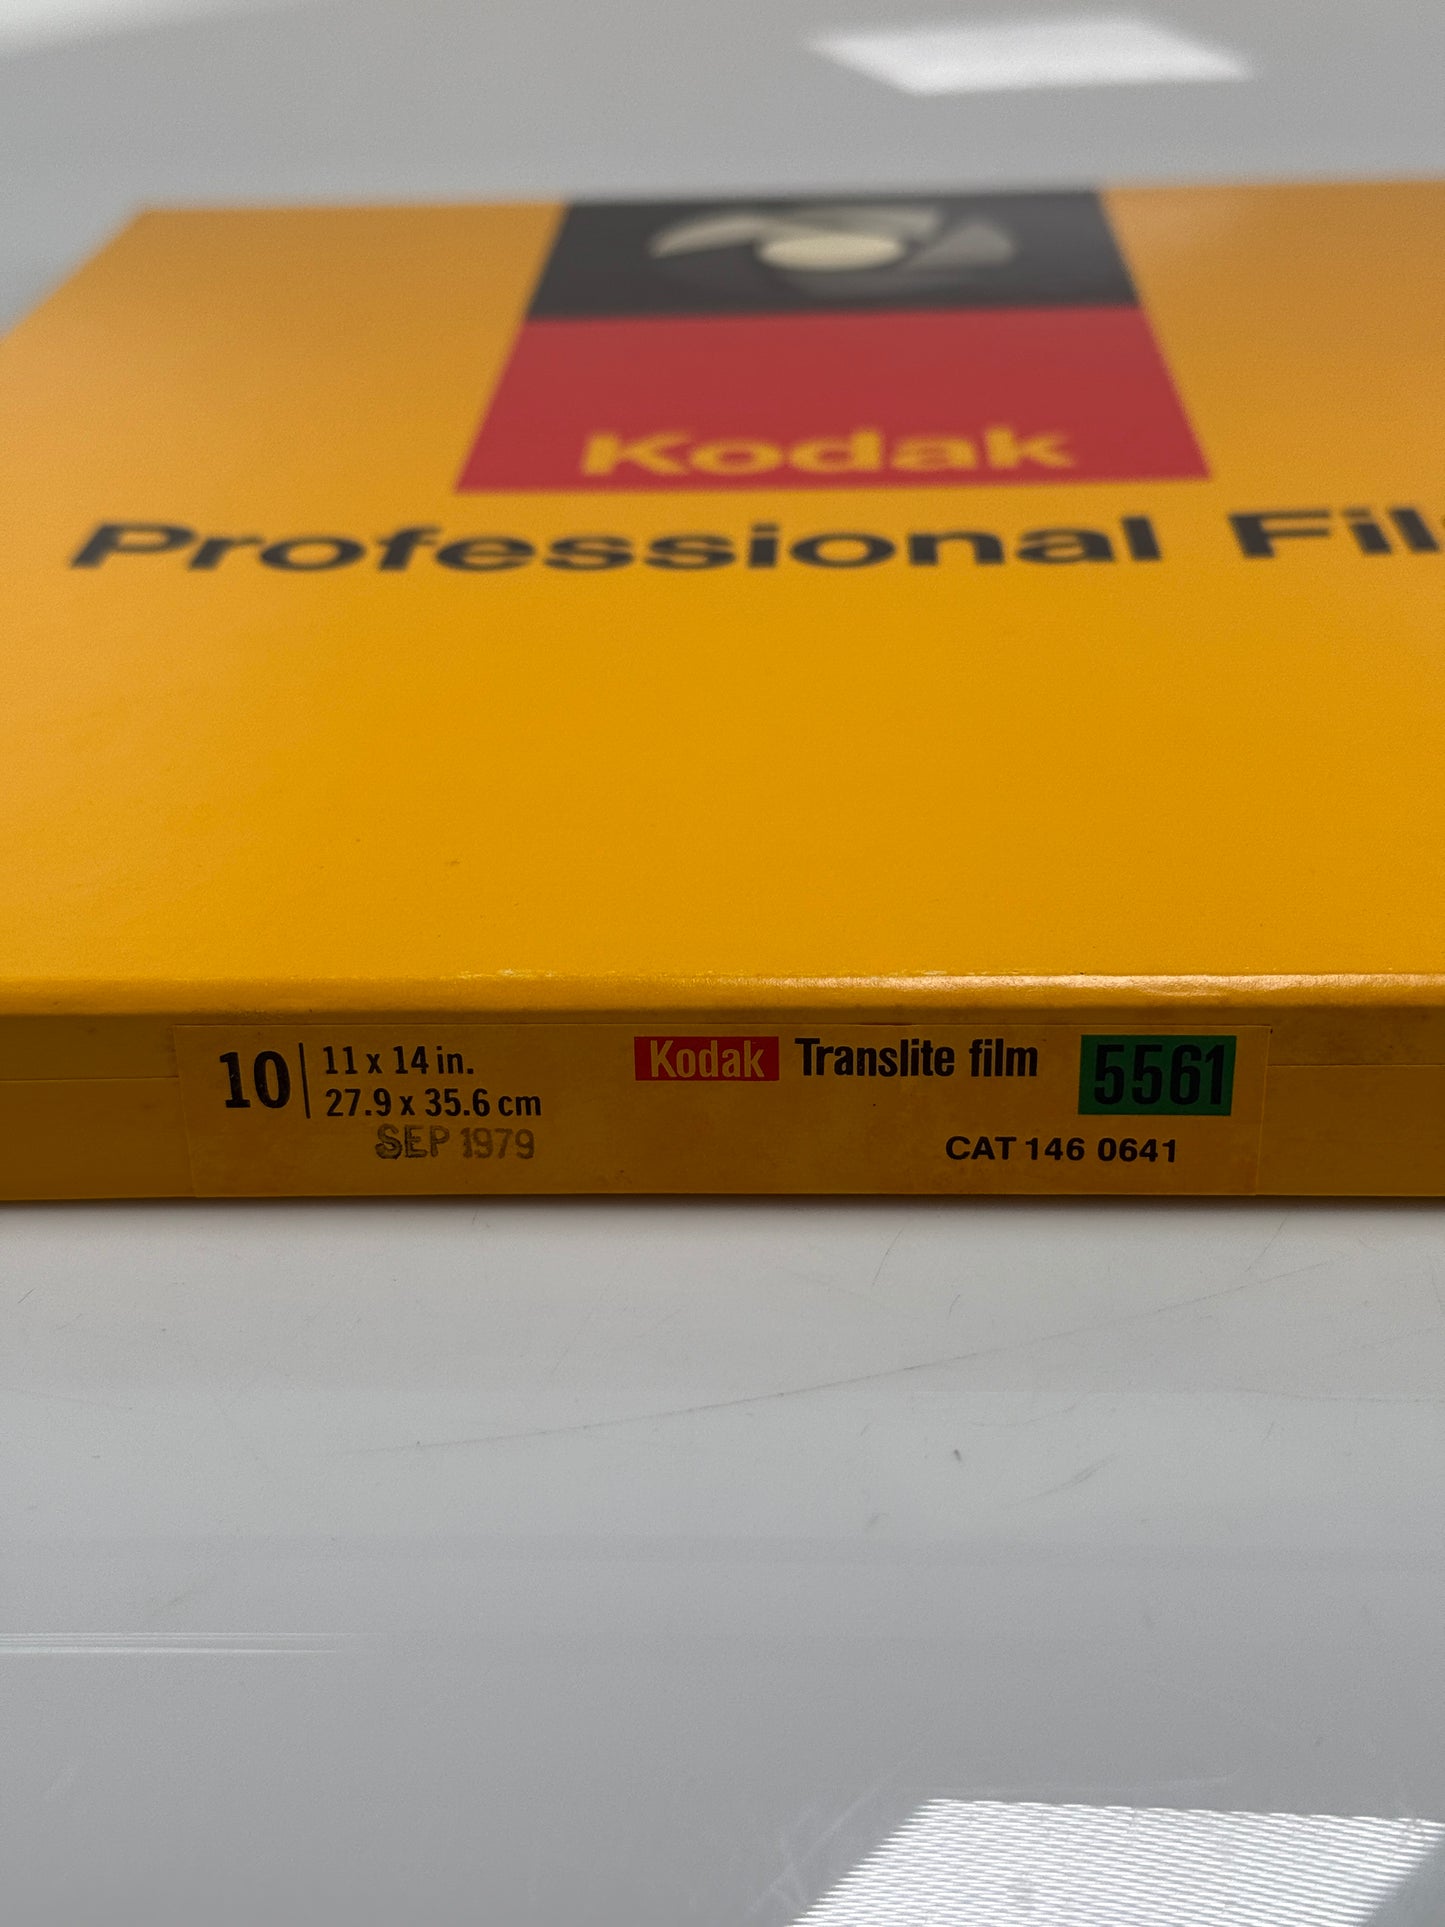 Kodak
Professional Fil
10 11 x 14 in.
27.9 x 35.6 cm
SEP 1979
Kodak Translite film 5561
CAT 146 0641